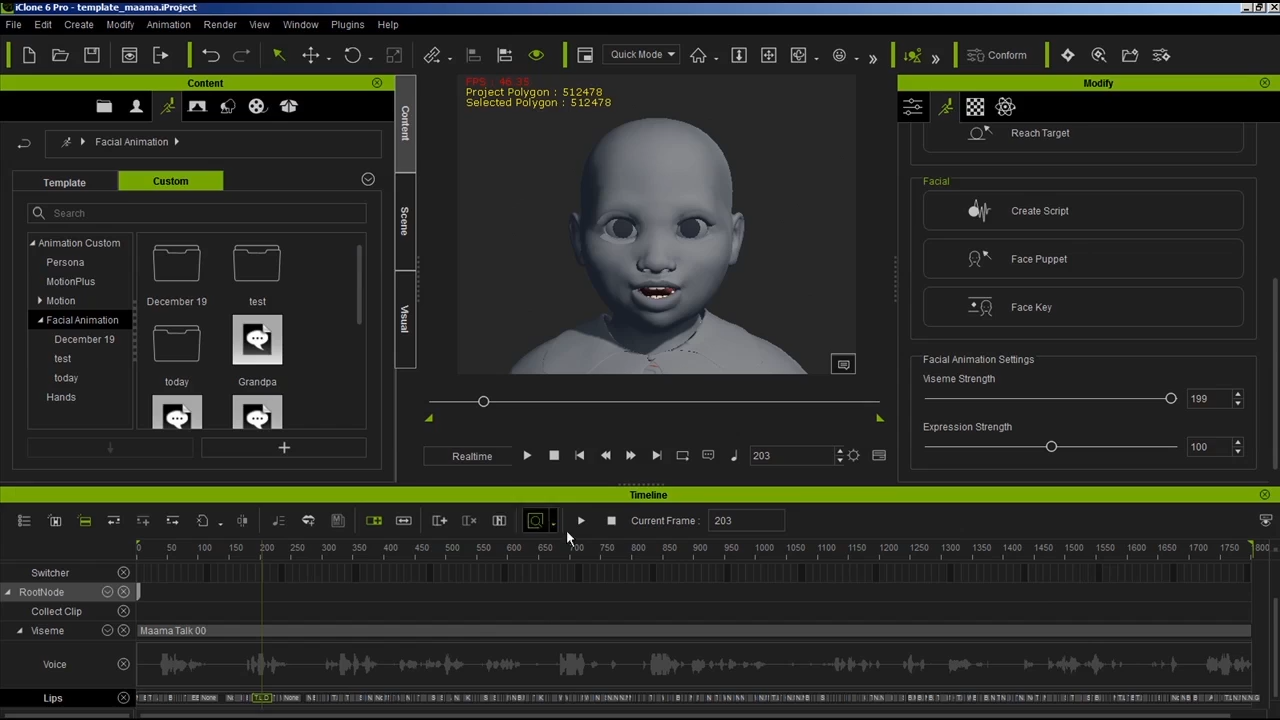 iClone 6 Pro - template_maama.iProject
File Edit Create Modify Animation Render View Window Plugins Help
Quick Mode
Conform
Content
Modify
FPS : 46.35
Project Polygon : 512478
Selected Polygon : 512478
Facial Animation
Template
Custom
Search
Animation Custom
Persona
MotionPlus
Motion
Facial Animation
December 19
test
today
Hands
December 19
test
today
Grandpa
Content
Scene
Visual
Reach Target
Facial
Create Script
Face Puppet
Face Key
Facial Animation Settings
Viseme Strength
199
Expression Strength
100
Realtime
203
Timeline
Current Frame : 203
0 50 100 150 200 250 300 350 400 450 500 550 600 650 700 750 800 850 900 950 1000 1050 1100 1150 1200 1250 1300 1350 1400 1450 1500 1550 1600 1650 1700 1750 1800
Switcher
RootNode
Collect Clip
Viseme
Maama Talk 00
Voice
Lips